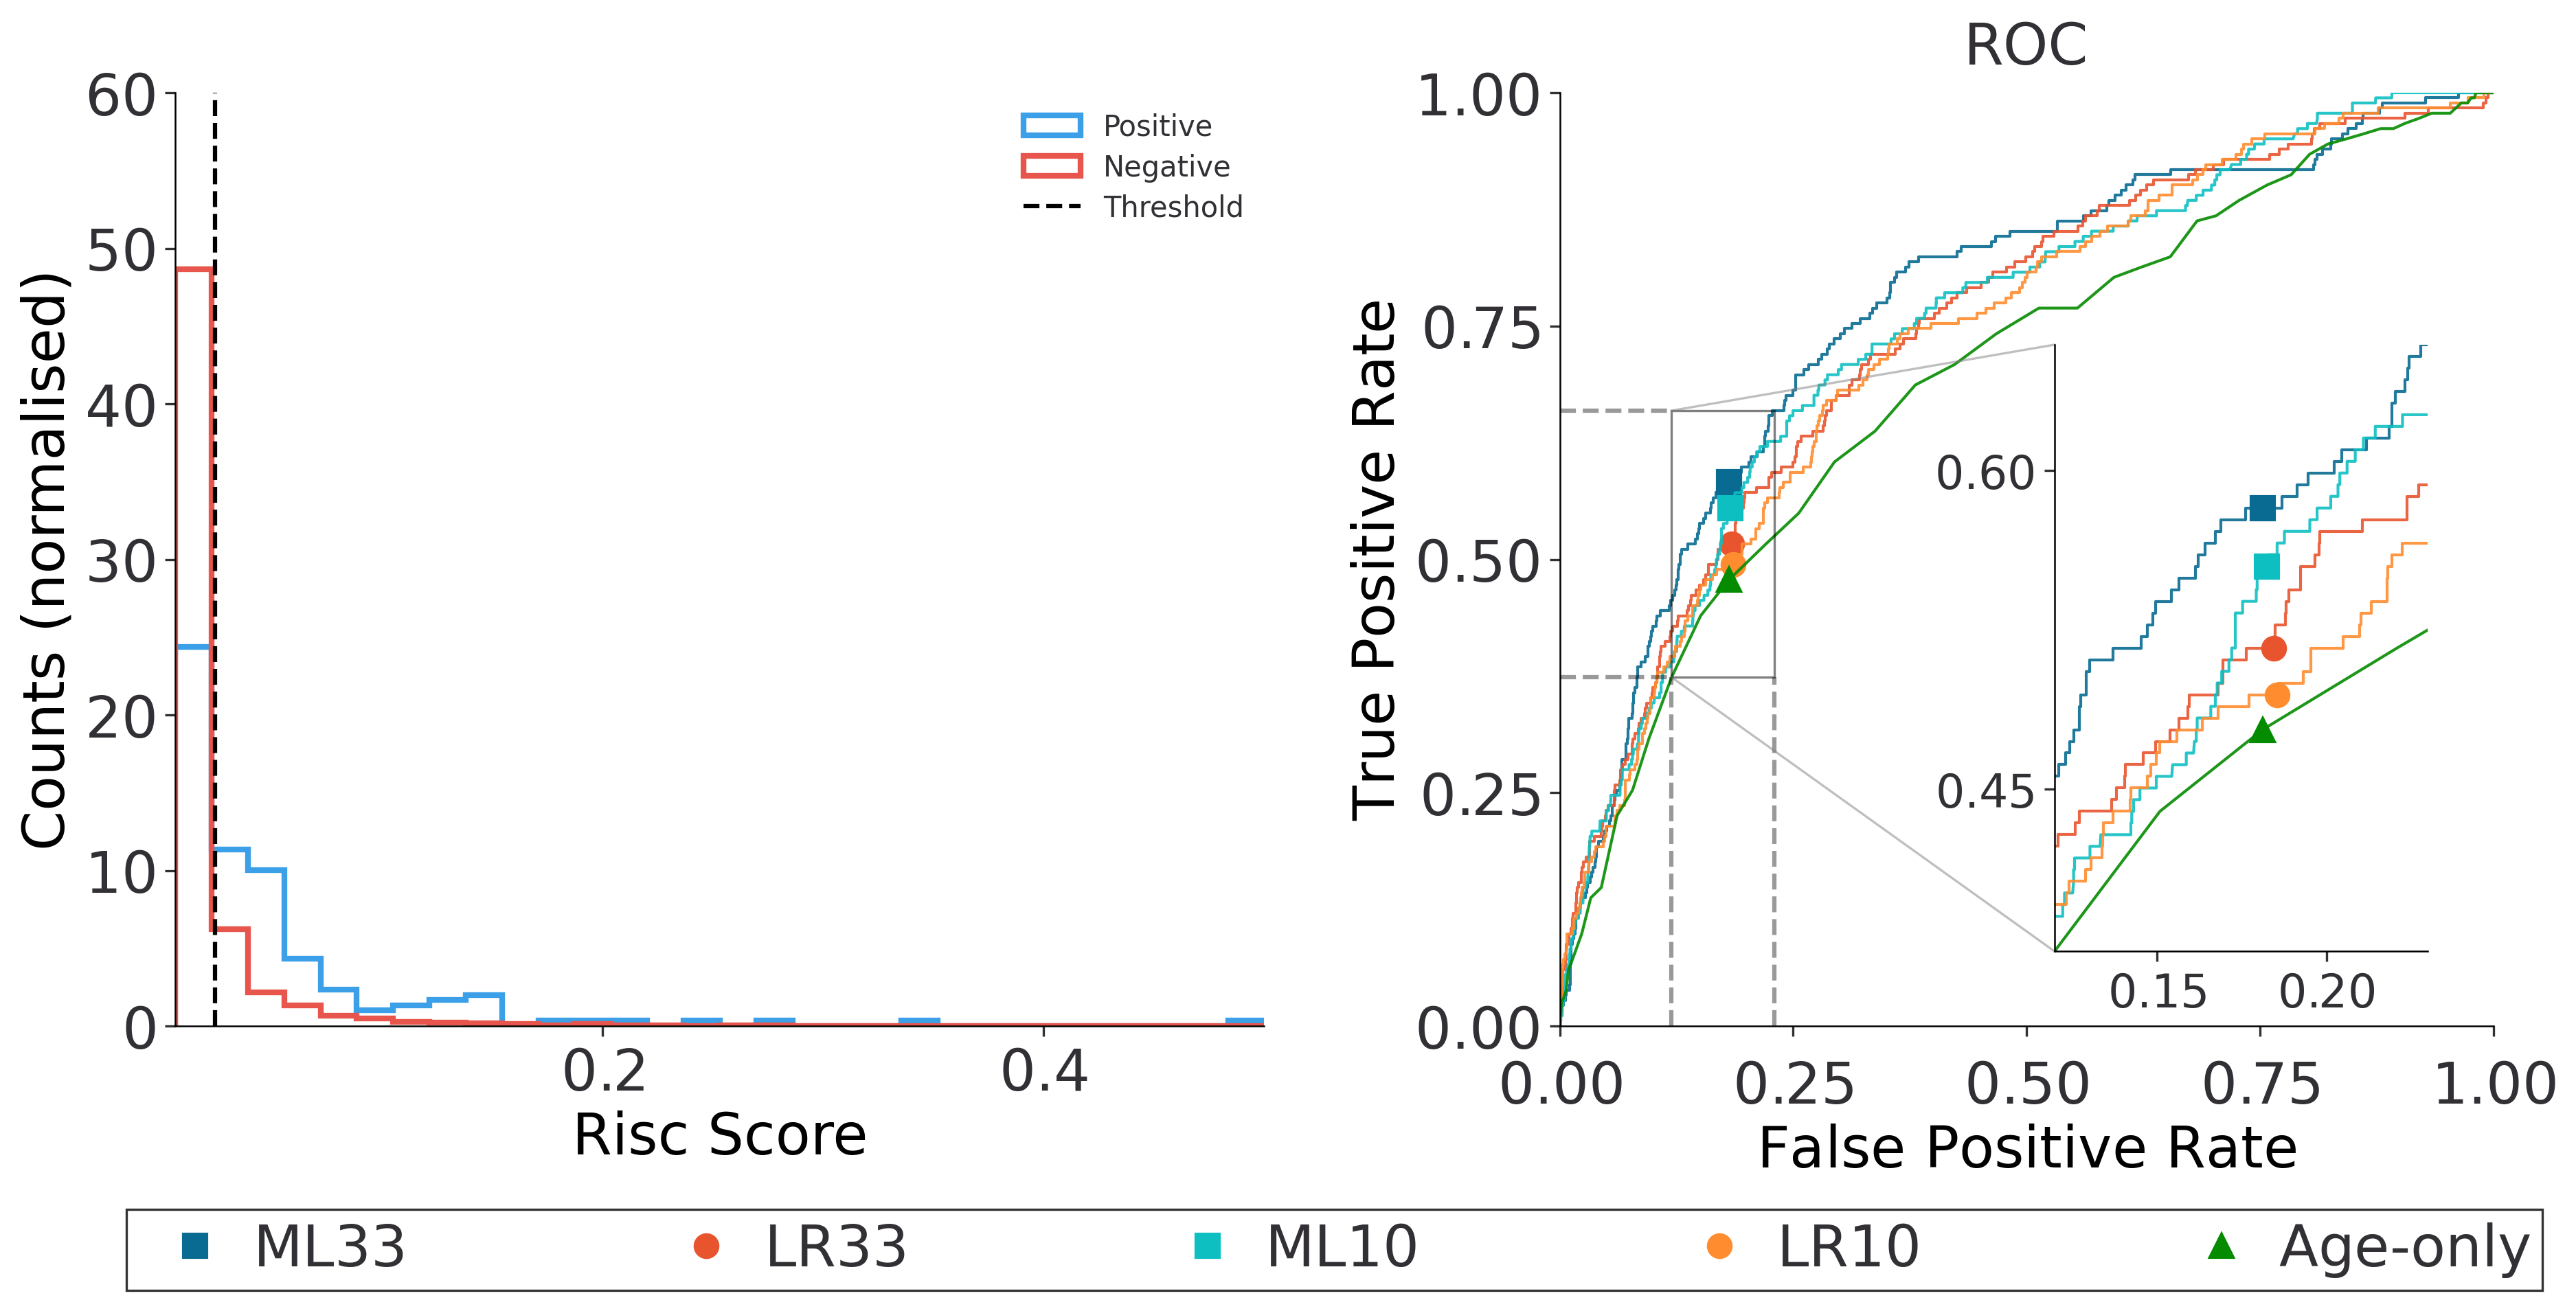 60
50
40
30
20
10
0
Counts (normalised)
0.2
0.4
Risc Score
Positive
Negative
Threshold
ROC
1.00
0.75
0.50
0.25
0.00
True Positive Rate
0.00
0.25
0.50
0.75
1.00
False Positive Rate
0.60
0.45
0.15
0.20
ML33
LR33
ML10
LR10
Age-only